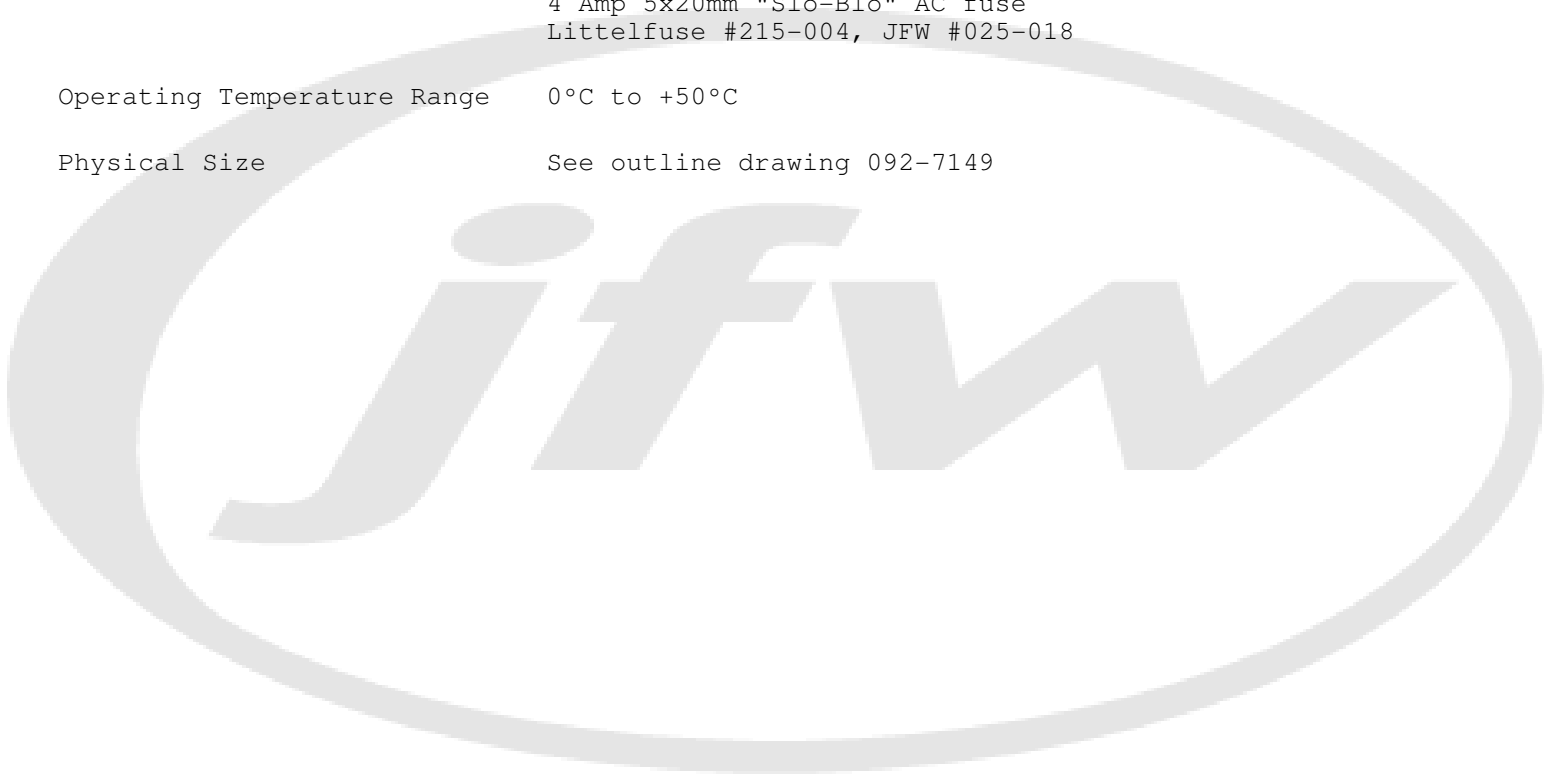 4 Amp 5x20mm "Slo-Blo" AC fuse
Littelfuse #215-004, JFW #025-018
Operating Temperature Range 0°C to +50°C
Physical Size See outline drawing 092-7149
jfw